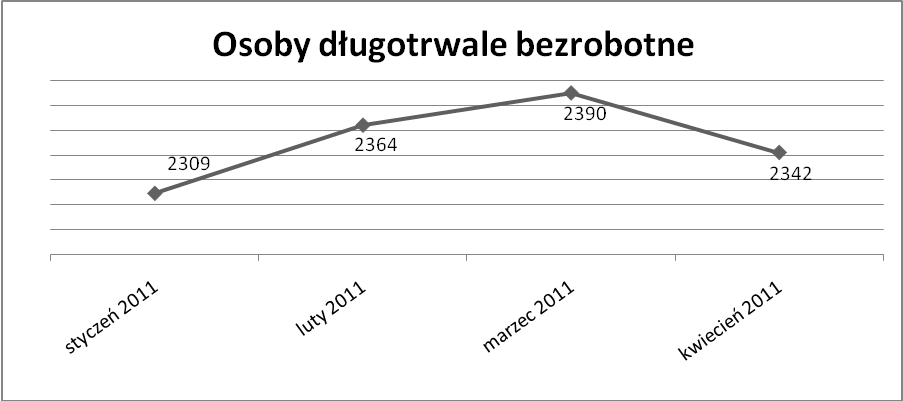 Osoby długotrwale bezrobotne
2309
2364
2390
2342
styczeń 2011
luty 2011
marzec 2011
kwiecień 2011